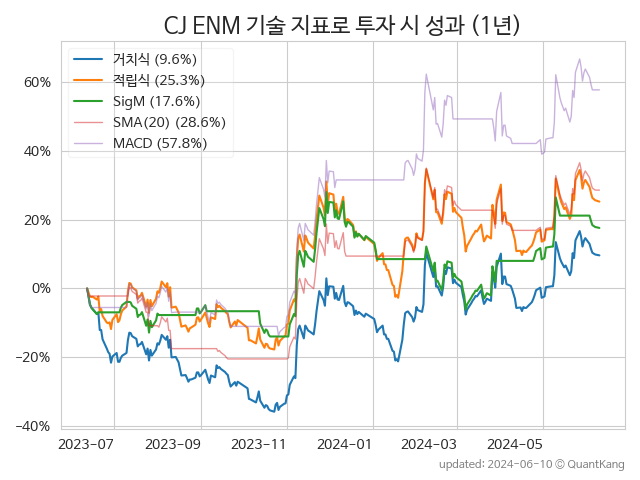 CJ ENM 기술 지표로 투자 시 성과 (1년)
거치식 (9.6%)
적립식 (25.3%)
SigM (17.6%)
SMA(20) (28.6%)
MACD (57.8%)
60%
40%
20%
0%
−20%
−40%
2023-07 2023-09 2023-11 2024-01 2024-03 2024-05
updated: 2024-06-10 © QuantKang